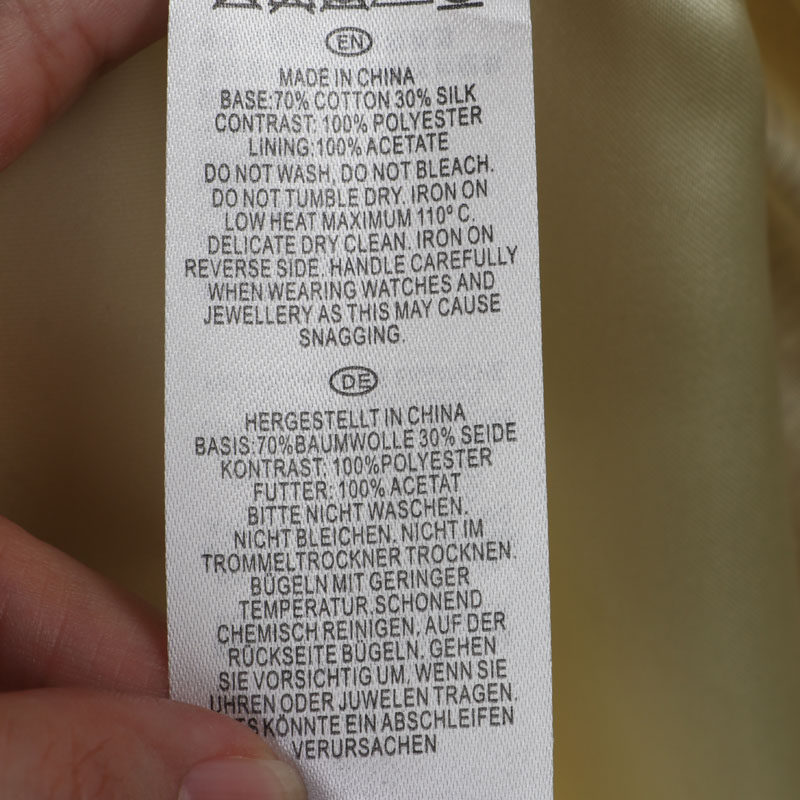 EN
MADE IN CHINA
BASE:70% COTTON 30% SILK
CONTRAST: 100% POLYESTER
LINING:100% ACETATE
DO NOT WASH, DO NOT BLEACH.
DO NOT TUMBLE DRY. IRON ON
LOW HEAT MAXIMUM 110º C.
DELICATE DRY CLEAN. IRON ON
REVERSE SIDE. HANDLE CAREFULLY
WHEN WEARING WATCHES AND
JEWELLERY AS THIS MAY CAUSE
SNAGGING.
DE
HERGESTELLT IN CHINA
BASIS:70%BAUMWOLLE 30% SEIDE
KONTRAST: 100%POLYESTER
FUTTER: 100% ACETAT
BITTE NICHT WASCHEN.
NICHT BLEICHEN. NICHT IM
TROMMELTROCKNER TROCKNEN.
BÜGELN MIT GERINGER
TEMPERATUR.SCHONEND
CHEMISCH REINIGEN. AUF DER
RÜCKSEITE BÜGELN. GEHEN
SIE VORSICHTIG UM, WENN SIE
UHREN ODER JUWELEN TRAGEN.
KÖNNTE EIN ABSCHLEIFEN
VERURSACHEN